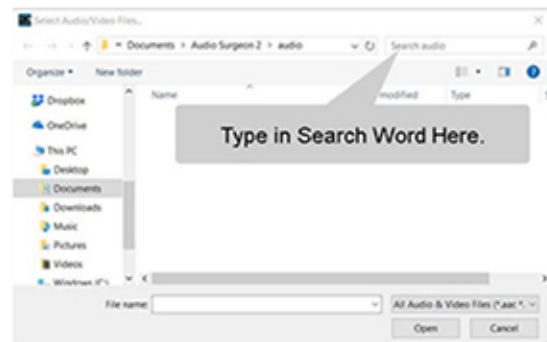 Select Audio/Video Files...
« Documents > Audio Surgeon 2 > audio
Search audio
Organize
New folder
Name
modified
Type
Type in Search Word Here.
Dropbox
OneDrive
This PC
Desktop
Documents
Downloads
Music
Pictures
Videos
Windows (C:)
File name:
All Audio & Video Files (*.aac *.
Open
Cancel